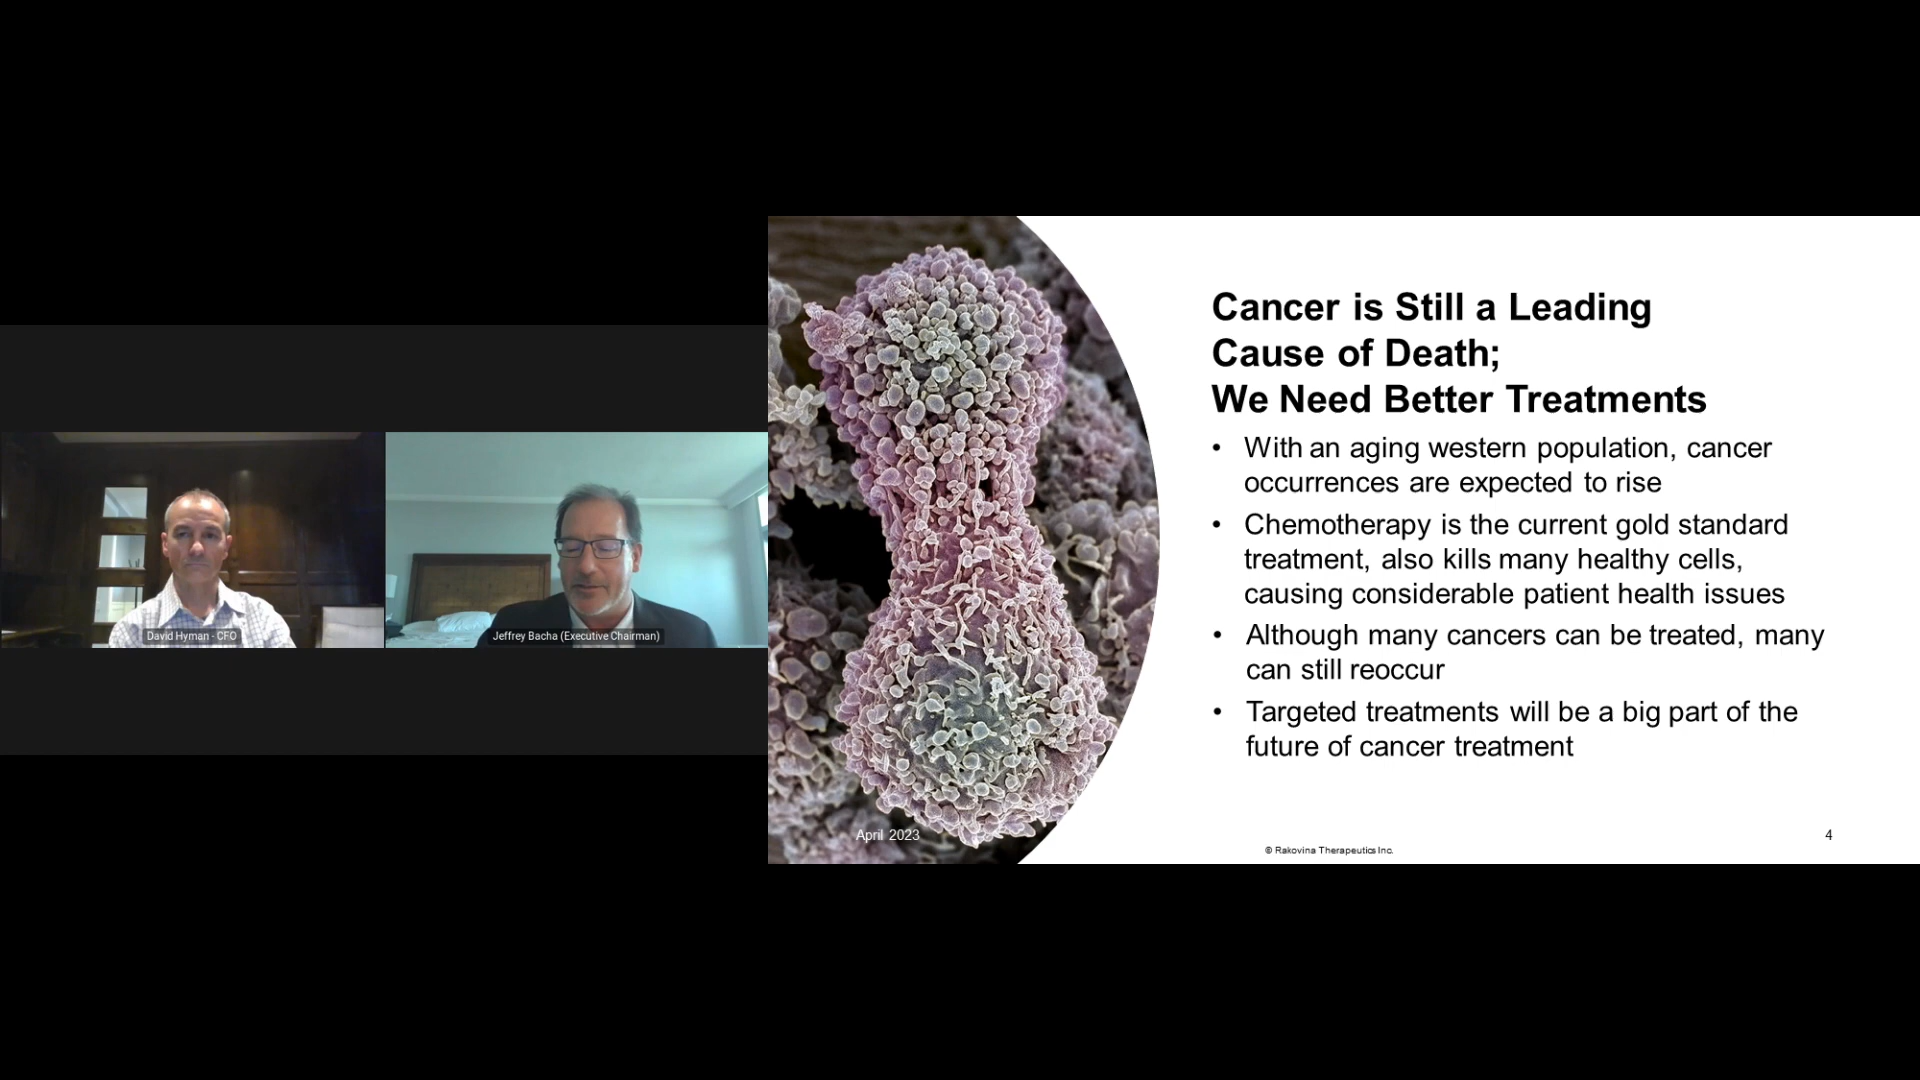 David Hyman - CFO
Jeffrey Bacha (Executive Chairman)
Cancer is Still a Leading
Cause of Death;
We Need Better Treatments
• With an aging western population, cancer
occurrences are expected to rise
• Chemotherapy is the current gold standard
treatment, also kills many healthy cells,
causing considerable patient health issues
• Although many cancers can be treated, many
can still reoccur
• Targeted treatments will be a big part of the
future of cancer treatment
April 2023
4
© Rakovina Therapeutics Inc.